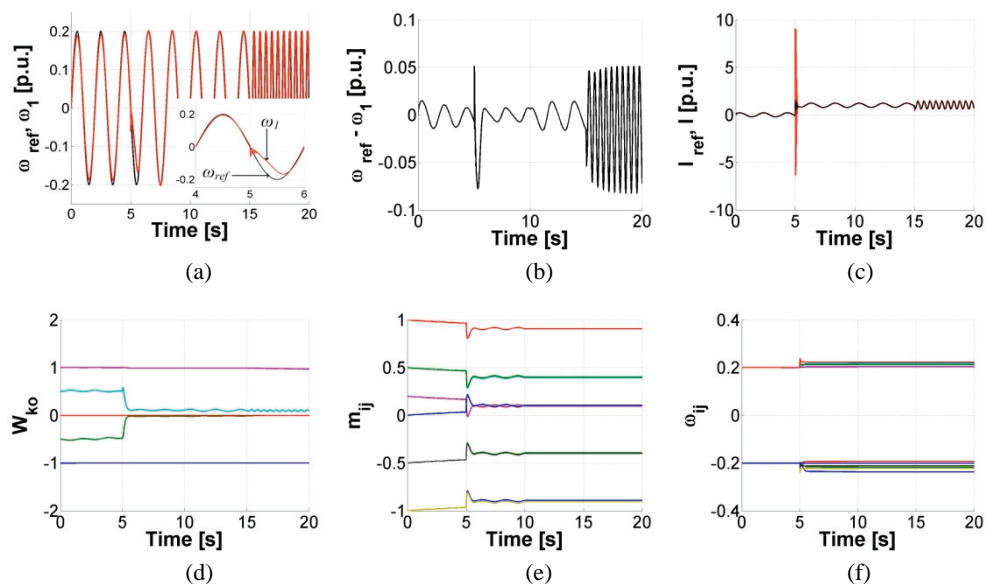 0.2
0.1
0
-0.1
-0.2
0 5 10 15 20
ω ref, ω 1 [p.u.]
Time [s]
0.2
0
-0.2
4 5 6
ω1
ωref
(a)
0.1
0.05
0
-0.05
-0.1
0 5 10 15 20
ω ref - ω 1 [p.u.]
Time [s]
(b)
10
5
0
-5
-10
0 5 10 15 20
I ref, I [p.u.]
Time [s]
(c)
2
1
0
-1
-2
0 5 10 15 20
W ko
Time [s]
(d)
1
0.5
0
-0.5
-1
0 5 10 15 20
m ij
Time [s]
(e)
0.4
0.2
0
-0.2
-0.4
0 5 10 15 20
ω ij
Time [s]
(f)